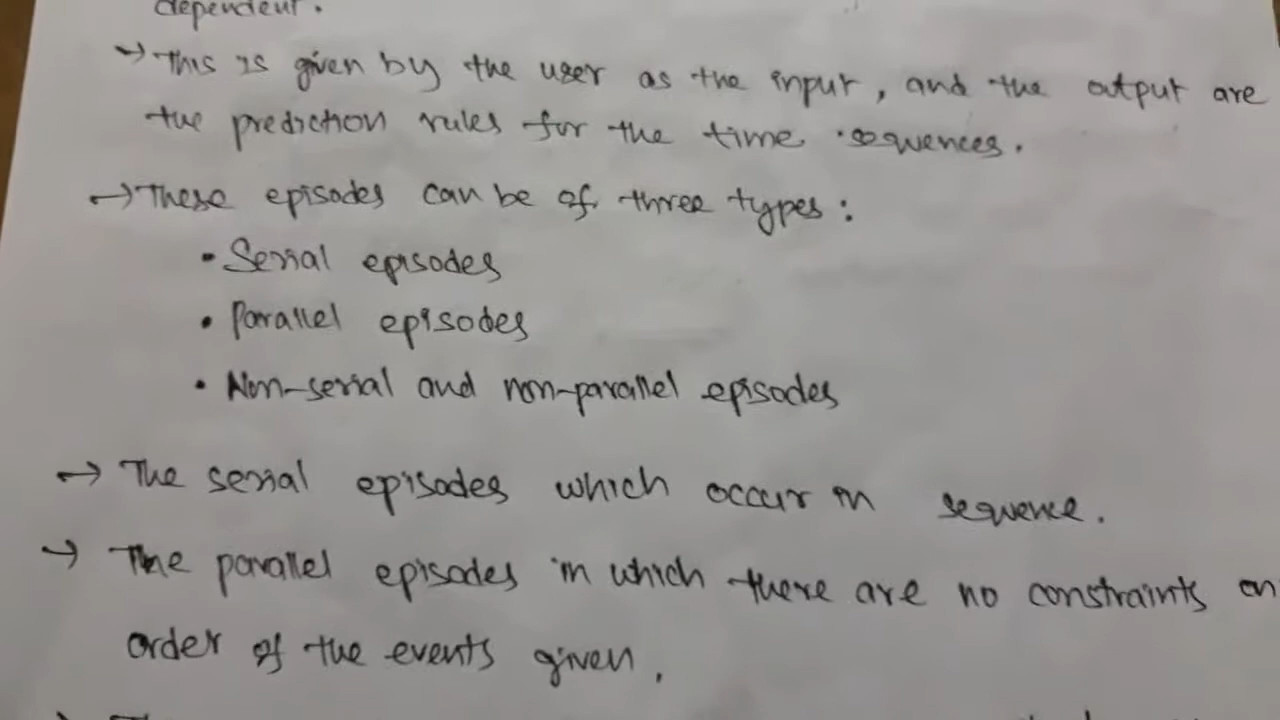 dependent.
→ This is given by the user as the input, and the output are
the prediction rules for the time sequences.
→ These episodes can be of three types:
• Serial episodes
• Parallel episodes
• Non-serial and non-parallel episodes
→ The serial episodes which occur in sequence.
→ The parallel episodes in which there are no constraints on
order of the events given.